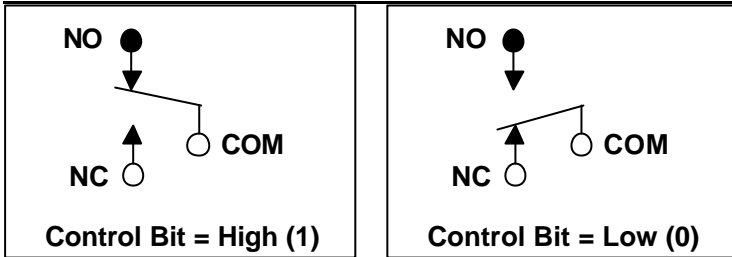 NO
COM
NC
Control Bit = High (1)
NO
COM
NC
Control Bit = Low (0)